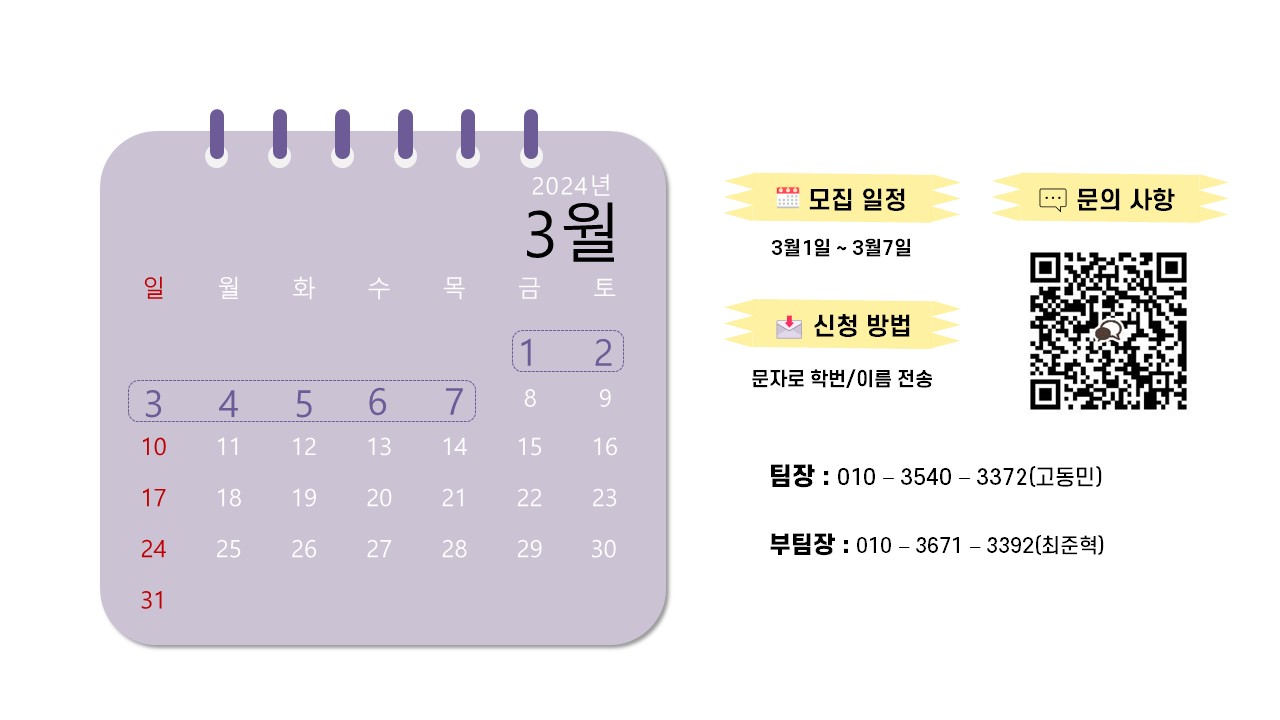 2024년
3월
일 월 화 수 목 금 토
1 2
3 4 5 6 7 8 9
10 11 12 13 14 15 16
17 18 19 20 21 22 23
24 25 26 27 28 29 30
31
모집 일정
3월1일 ~ 3월7일
신청 방법
문자로 학번/이름 전송
문의 사항
팀장 : 010 – 3540 – 3372(고동민)
부팀장 : 010 – 3671 – 3392(최준혁)